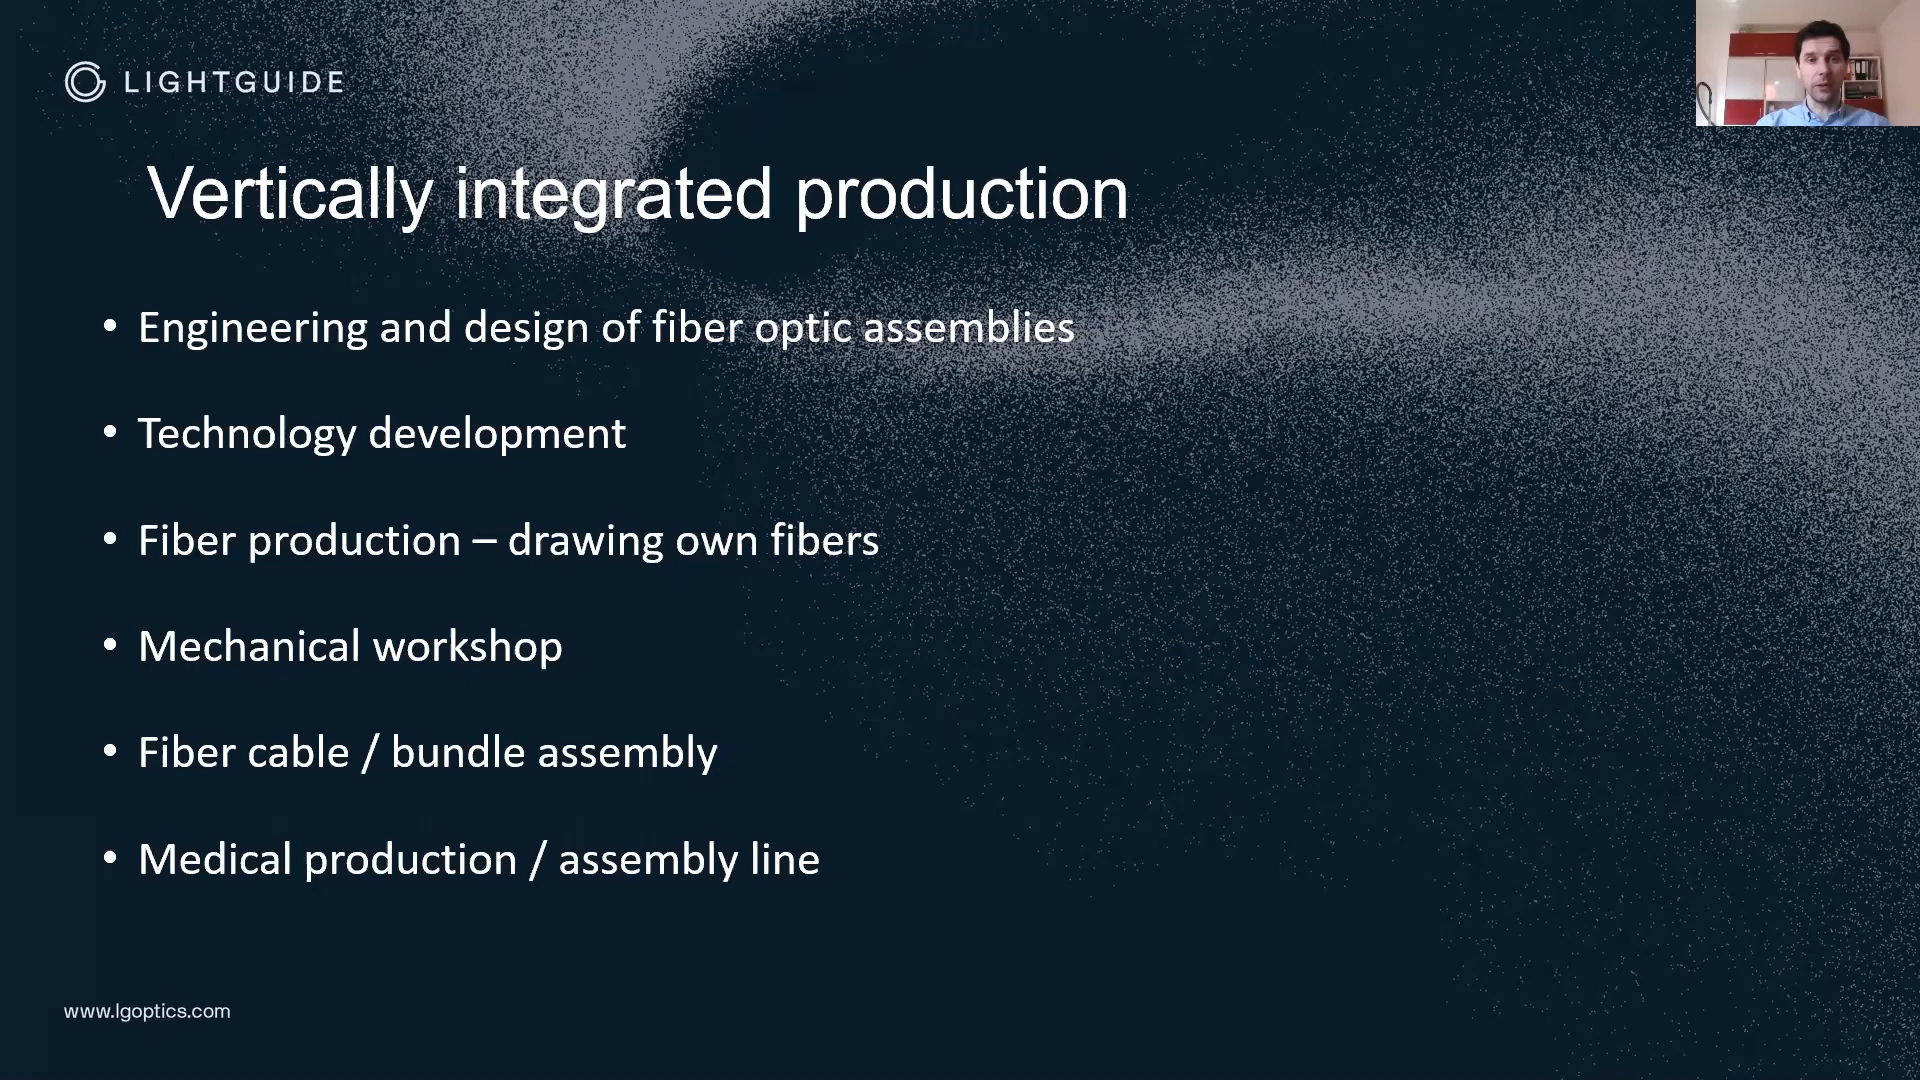 LIGHTGUIDE
Vertically integrated production
• Engineering and design of fiber optic assemblies
• Technology development
• Fiber production – drawing own fibers
• Mechanical workshop
• Fiber cable / bundle assembly
• Medical production / assembly line
www.lgoptics.com